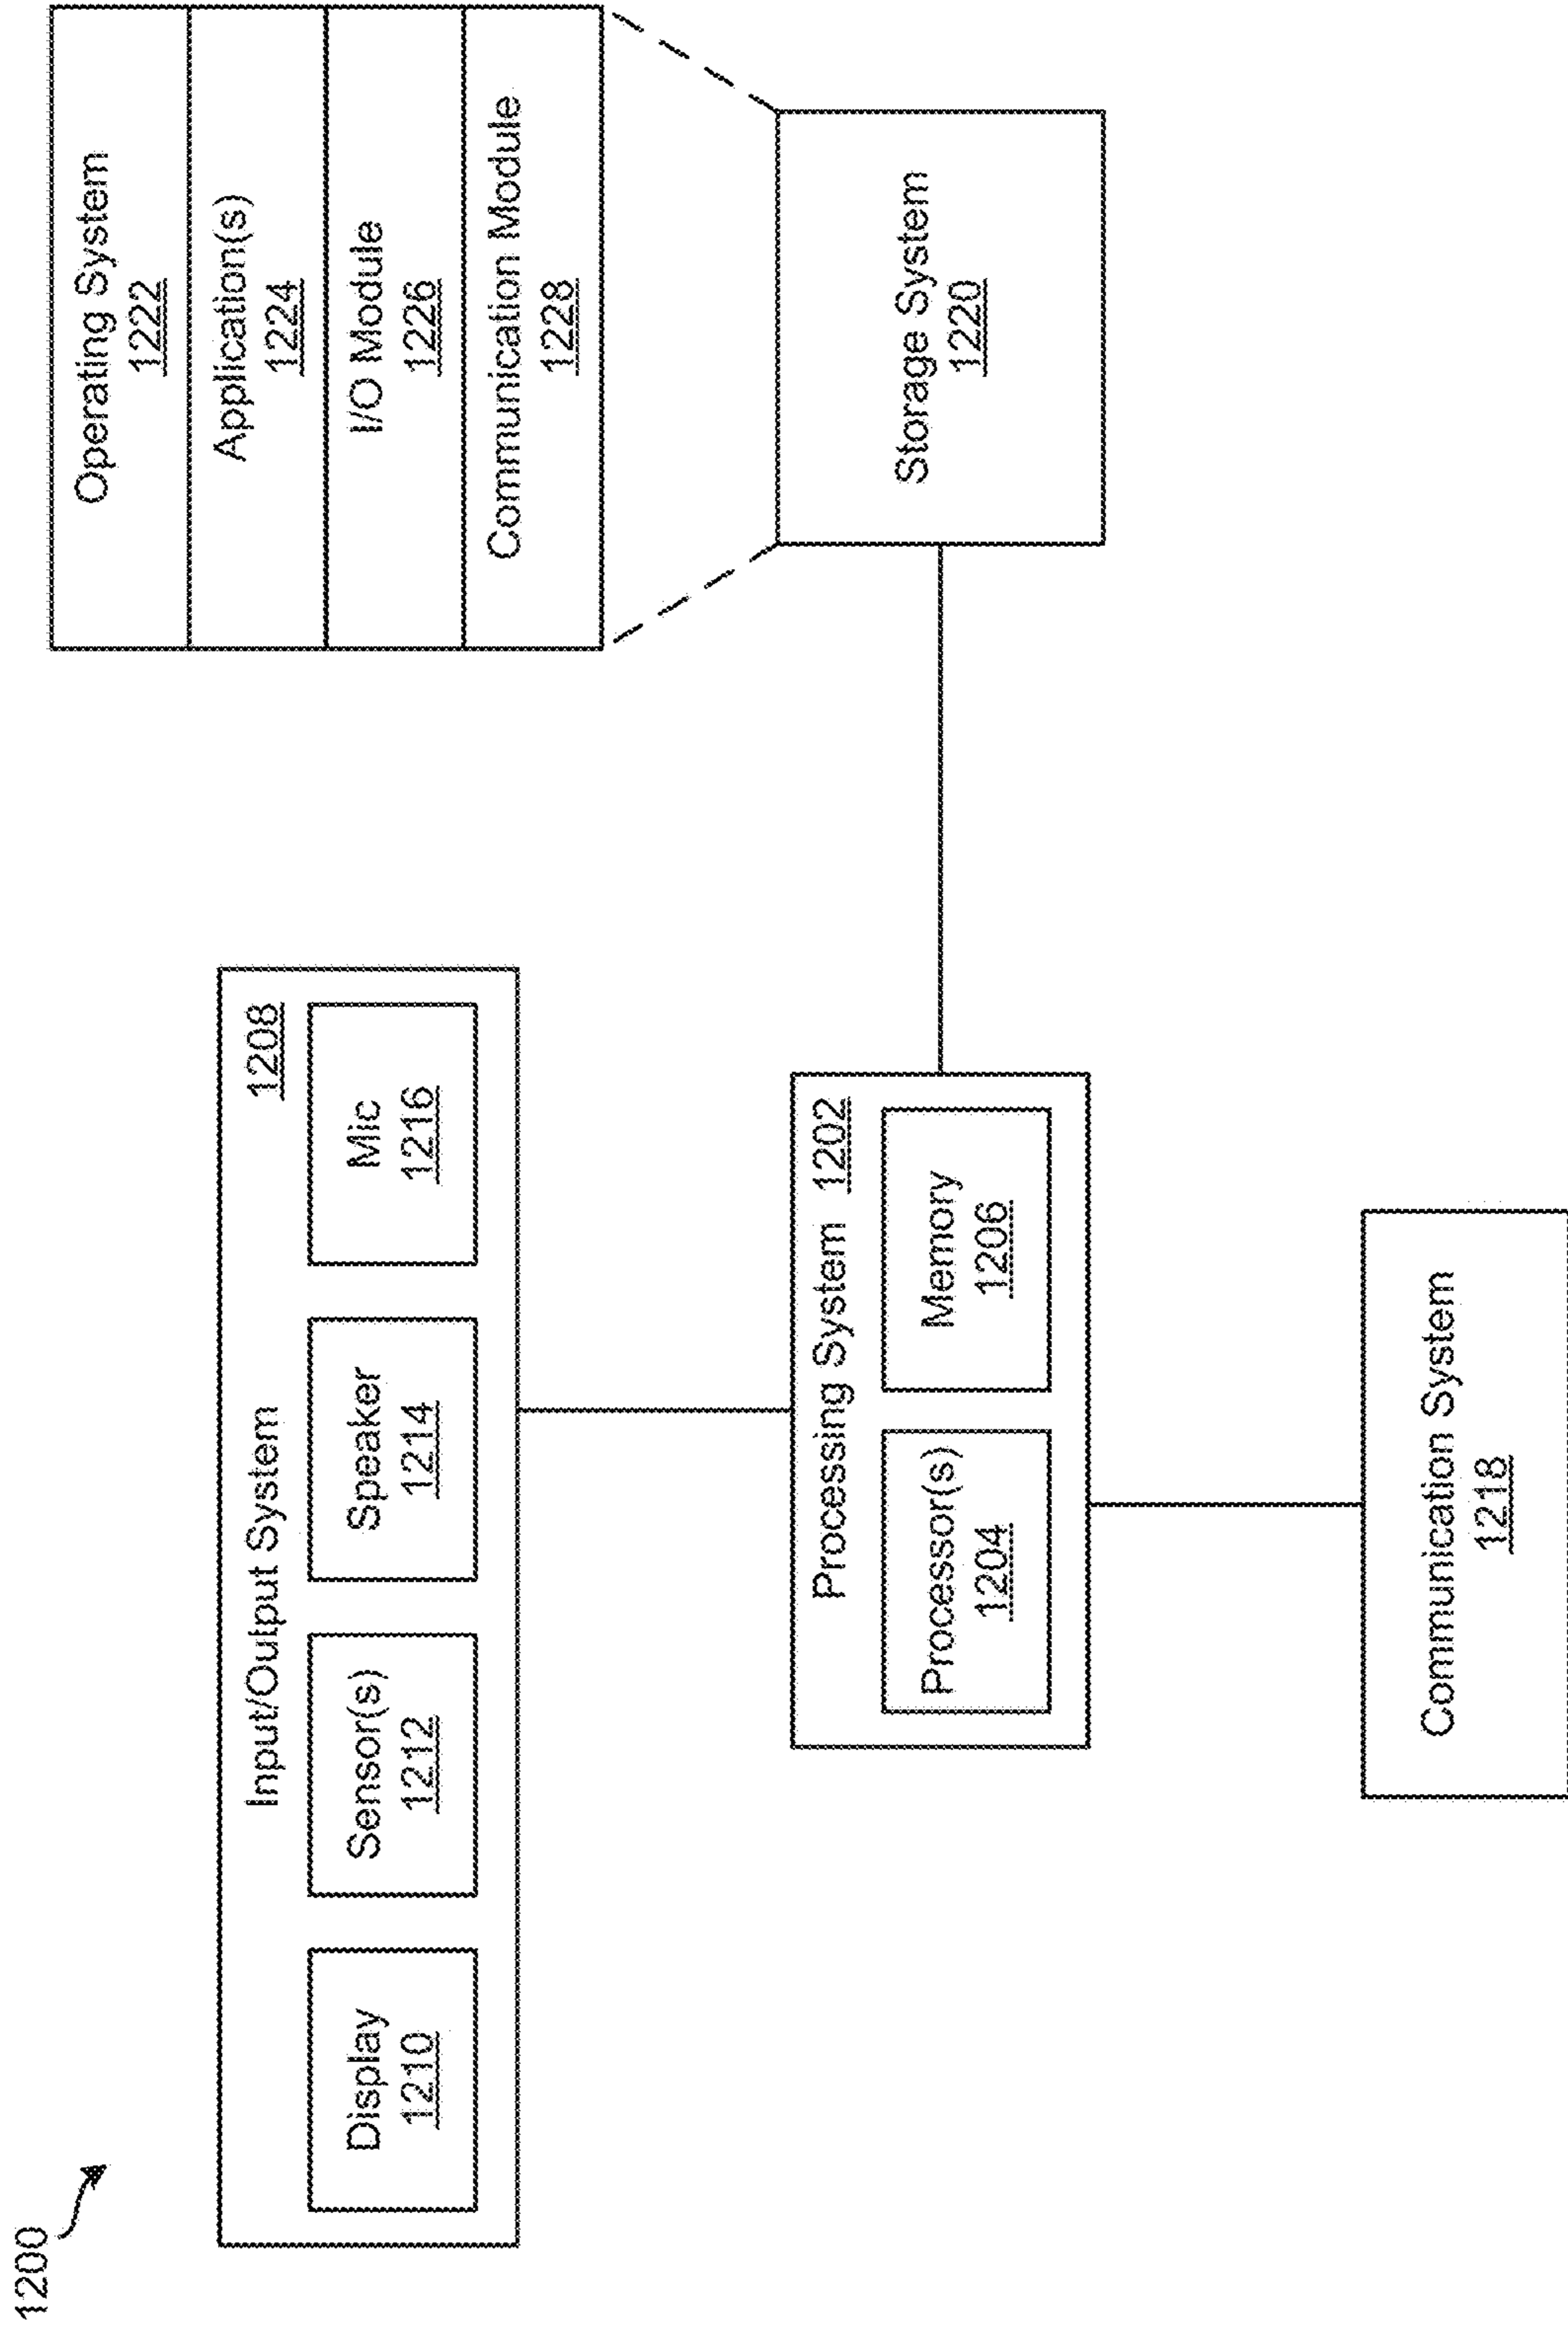 1200
Input/Output System
1208
Display
1210
Sensor(s)
1212
Speaker
1214
Mic
1216
Operating System
1222
Application(s)
1224
I/O Module
1226
Communication Module
1228
Processing System 1202
Processor(s)
1204
Memory
1206
Storage System
1220
Communication System
1218